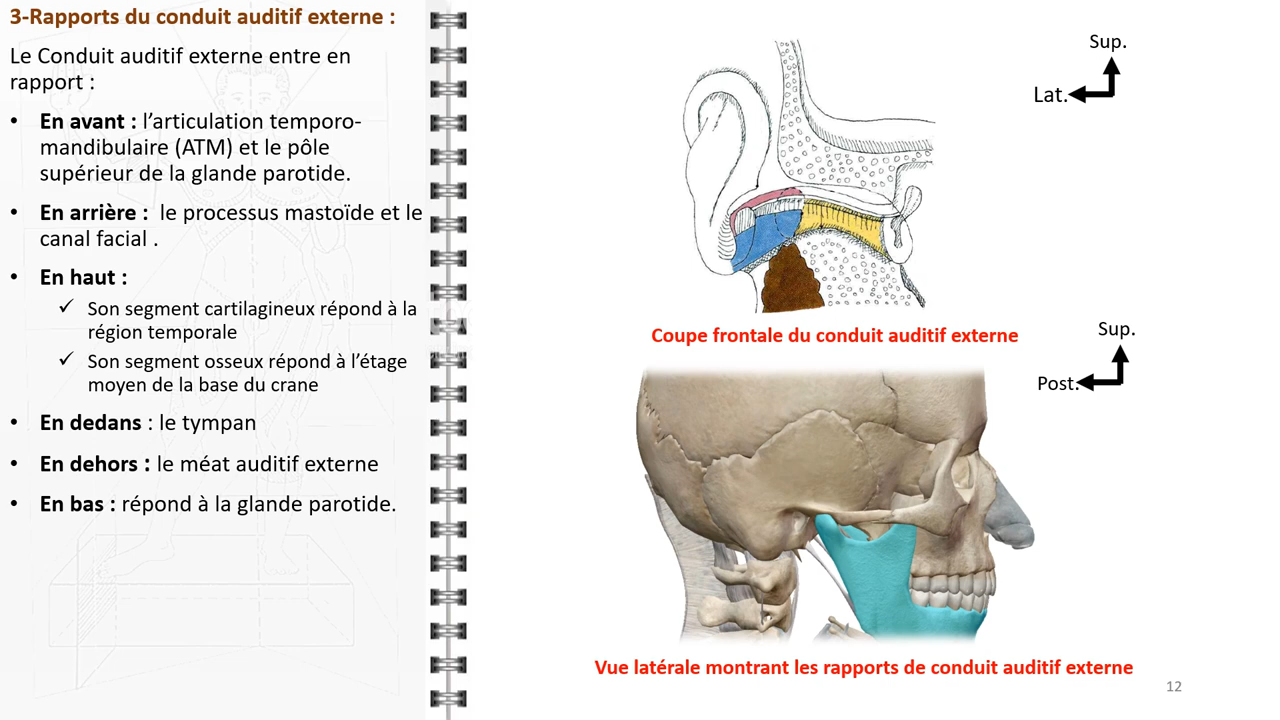 3-Rapports du conduit auditif externe :
Le Conduit auditif externe entre en
rapport :
• En avant : l’articulation temporo-
mandibulaire (ATM) et le pôle
supérieur de la glande parotide.
• En arrière :  le processus mastoïde et le
canal facial .
• En haut :
✓ Son segment cartilagineux répond à la
région temporale
✓ Son segment osseux répond à l’étage
moyen de la base du crane
• En dedans : le tympan
• En dehors : le méat auditif externe
• En bas : répond à la glande parotide.
Sup.
Lat.
Coupe frontale du conduit auditif externe
Sup.
Post.
Vue latérale montrant les rapports de conduit auditif externe
12